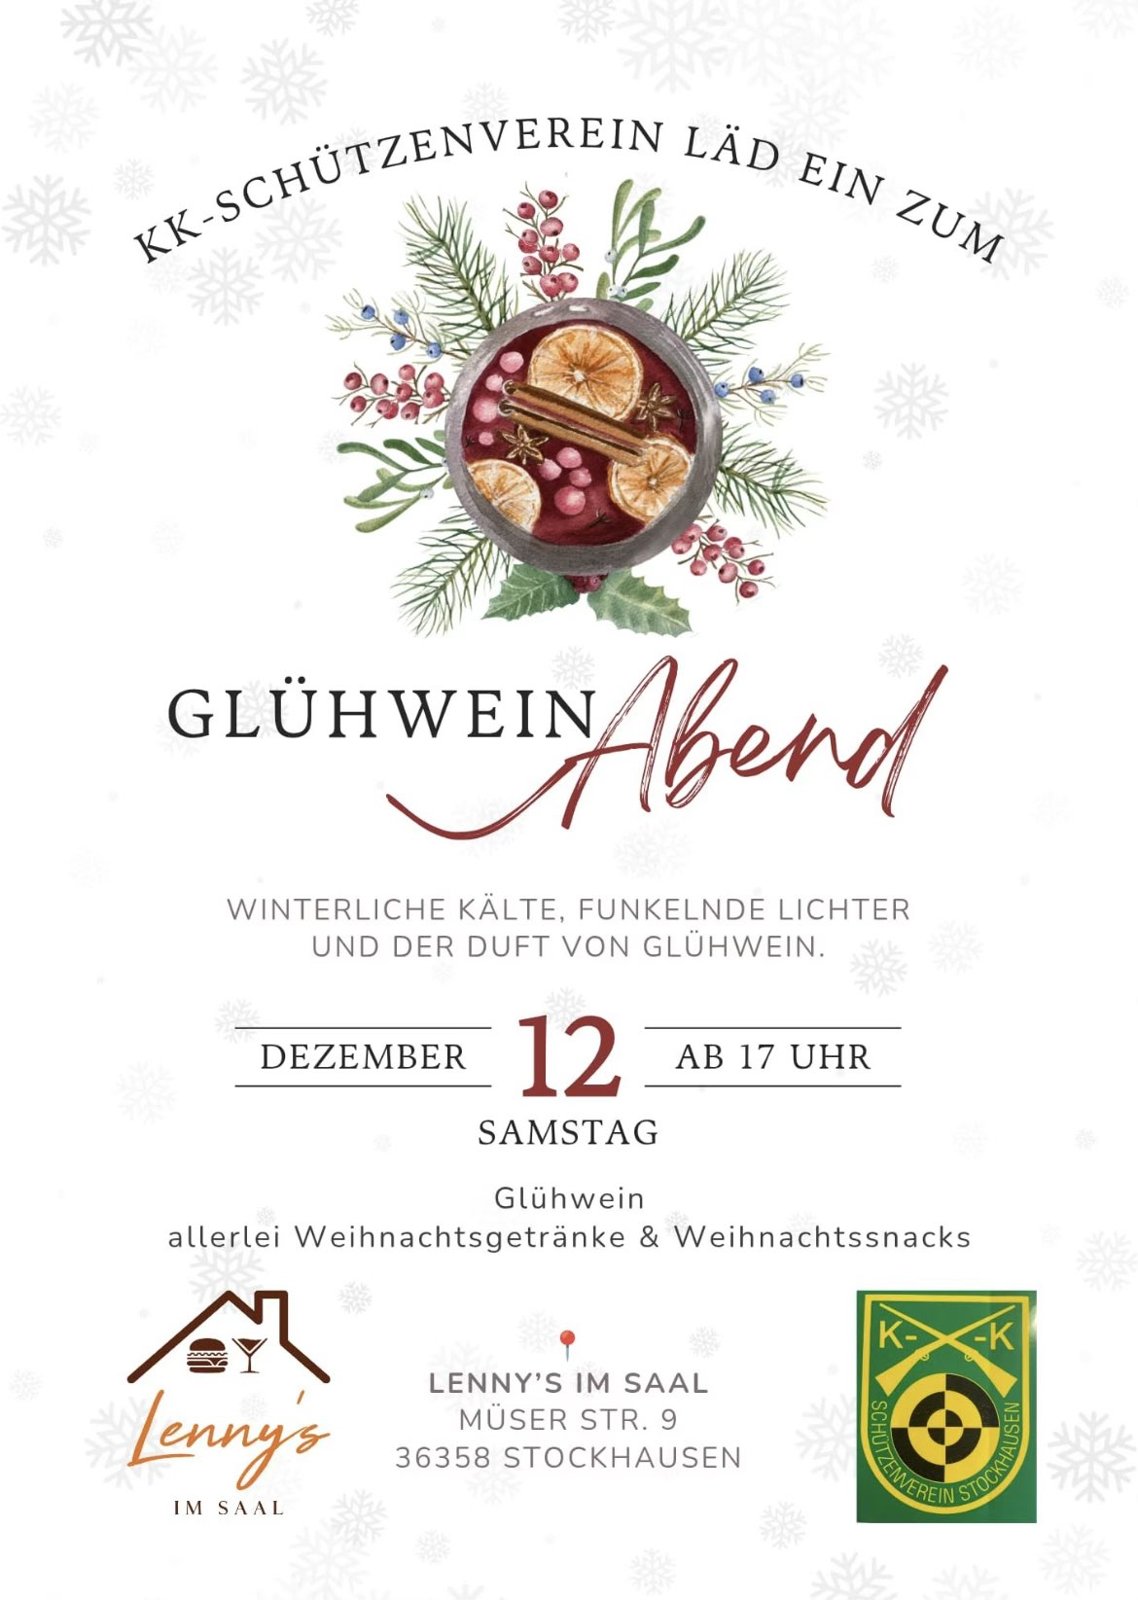 KK-SCHÜTZENVEREIN LÄD EIN ZUM
GLÜHWEIN Abend
WINTERLICHE KÄLTE, FUNKELNDE LICHTER
UND DER DUFT VON GLÜHWEIN.
DEZEMBER 12 AB 17 UHR
SAMSTAG
Glühwein
allerlei Weihnachtsgetränke & Weihnachtssnacks
Lenny's
IM SAAL
LENNY'S IM SAAL
MÜSER STR. 9
36358 STOCKHAUSEN
K-K
SCHÜTZENVEREIN STOCKHAUSEN